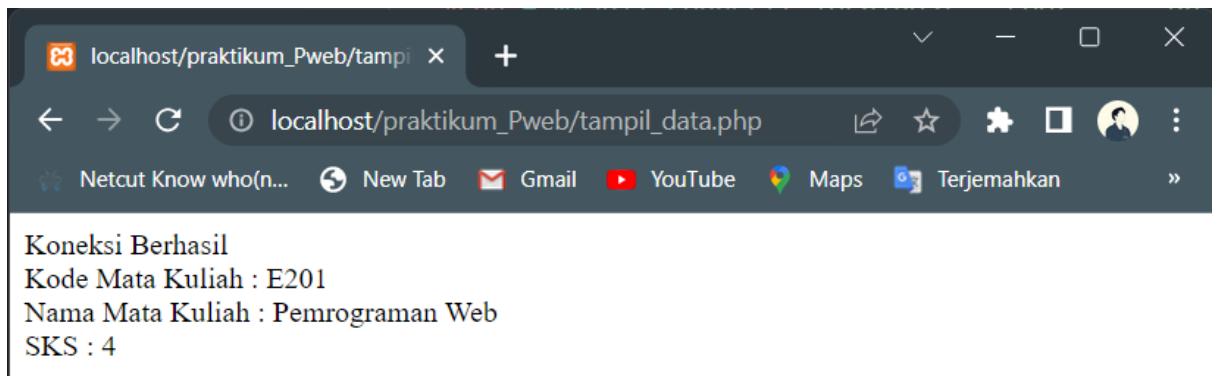 localhost/praktikum_Pweb/tampi
localhost/praktikum_Pweb/tampil_data.php
Netcut Know who(n... New Tab Gmail YouTube Maps Terjemahkan »
Koneksi Berhasil
Kode Mata Kuliah : E201
Nama Mata Kuliah : Pemrograman Web
SKS : 4